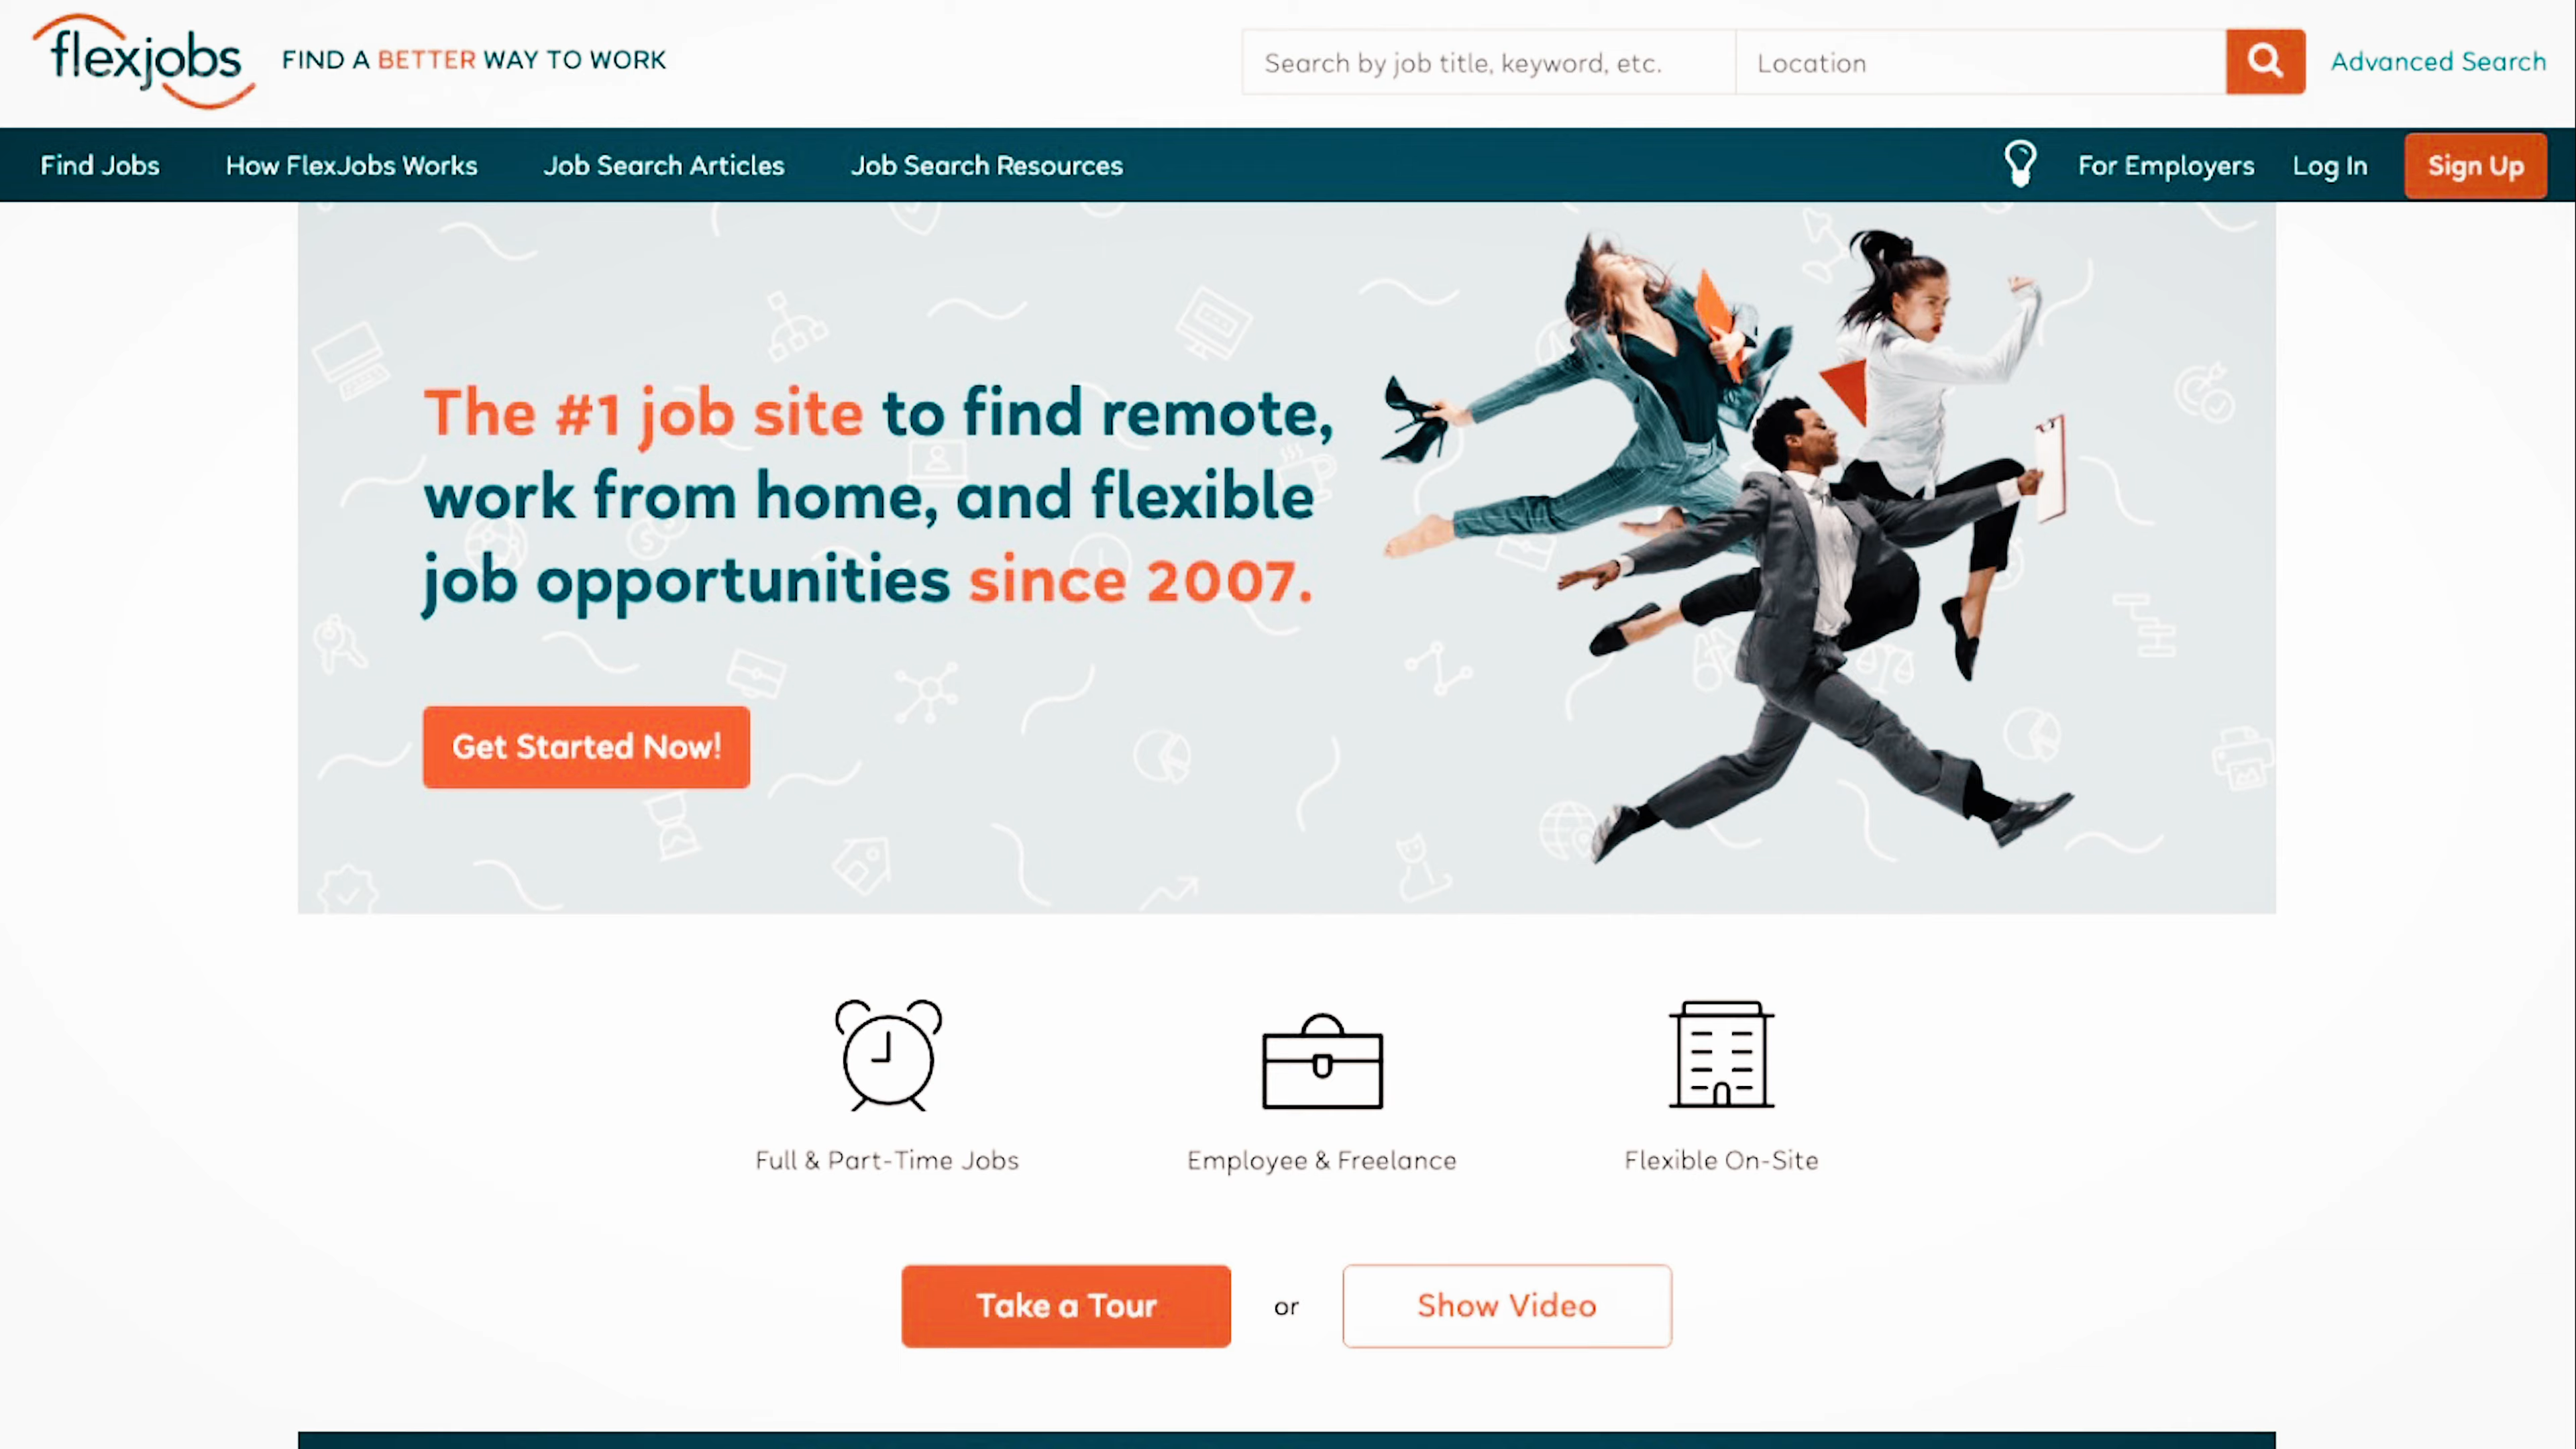 flexjobs
FIND A BETTER WAY TO WORK
Search by job title, keyword, etc.
Location
Advanced Search
Find Jobs
How FlexJobs Works
Job Search Articles
Job Search Resources
For Employers
Log In
Sign Up
The #1 job site to find remote,
work from home, and flexible
job opportunities since 2007.
Get Started Now!
Full & Part-Time Jobs
Employee & Freelance
Flexible On-Site
Take a Tour
or
Show Video